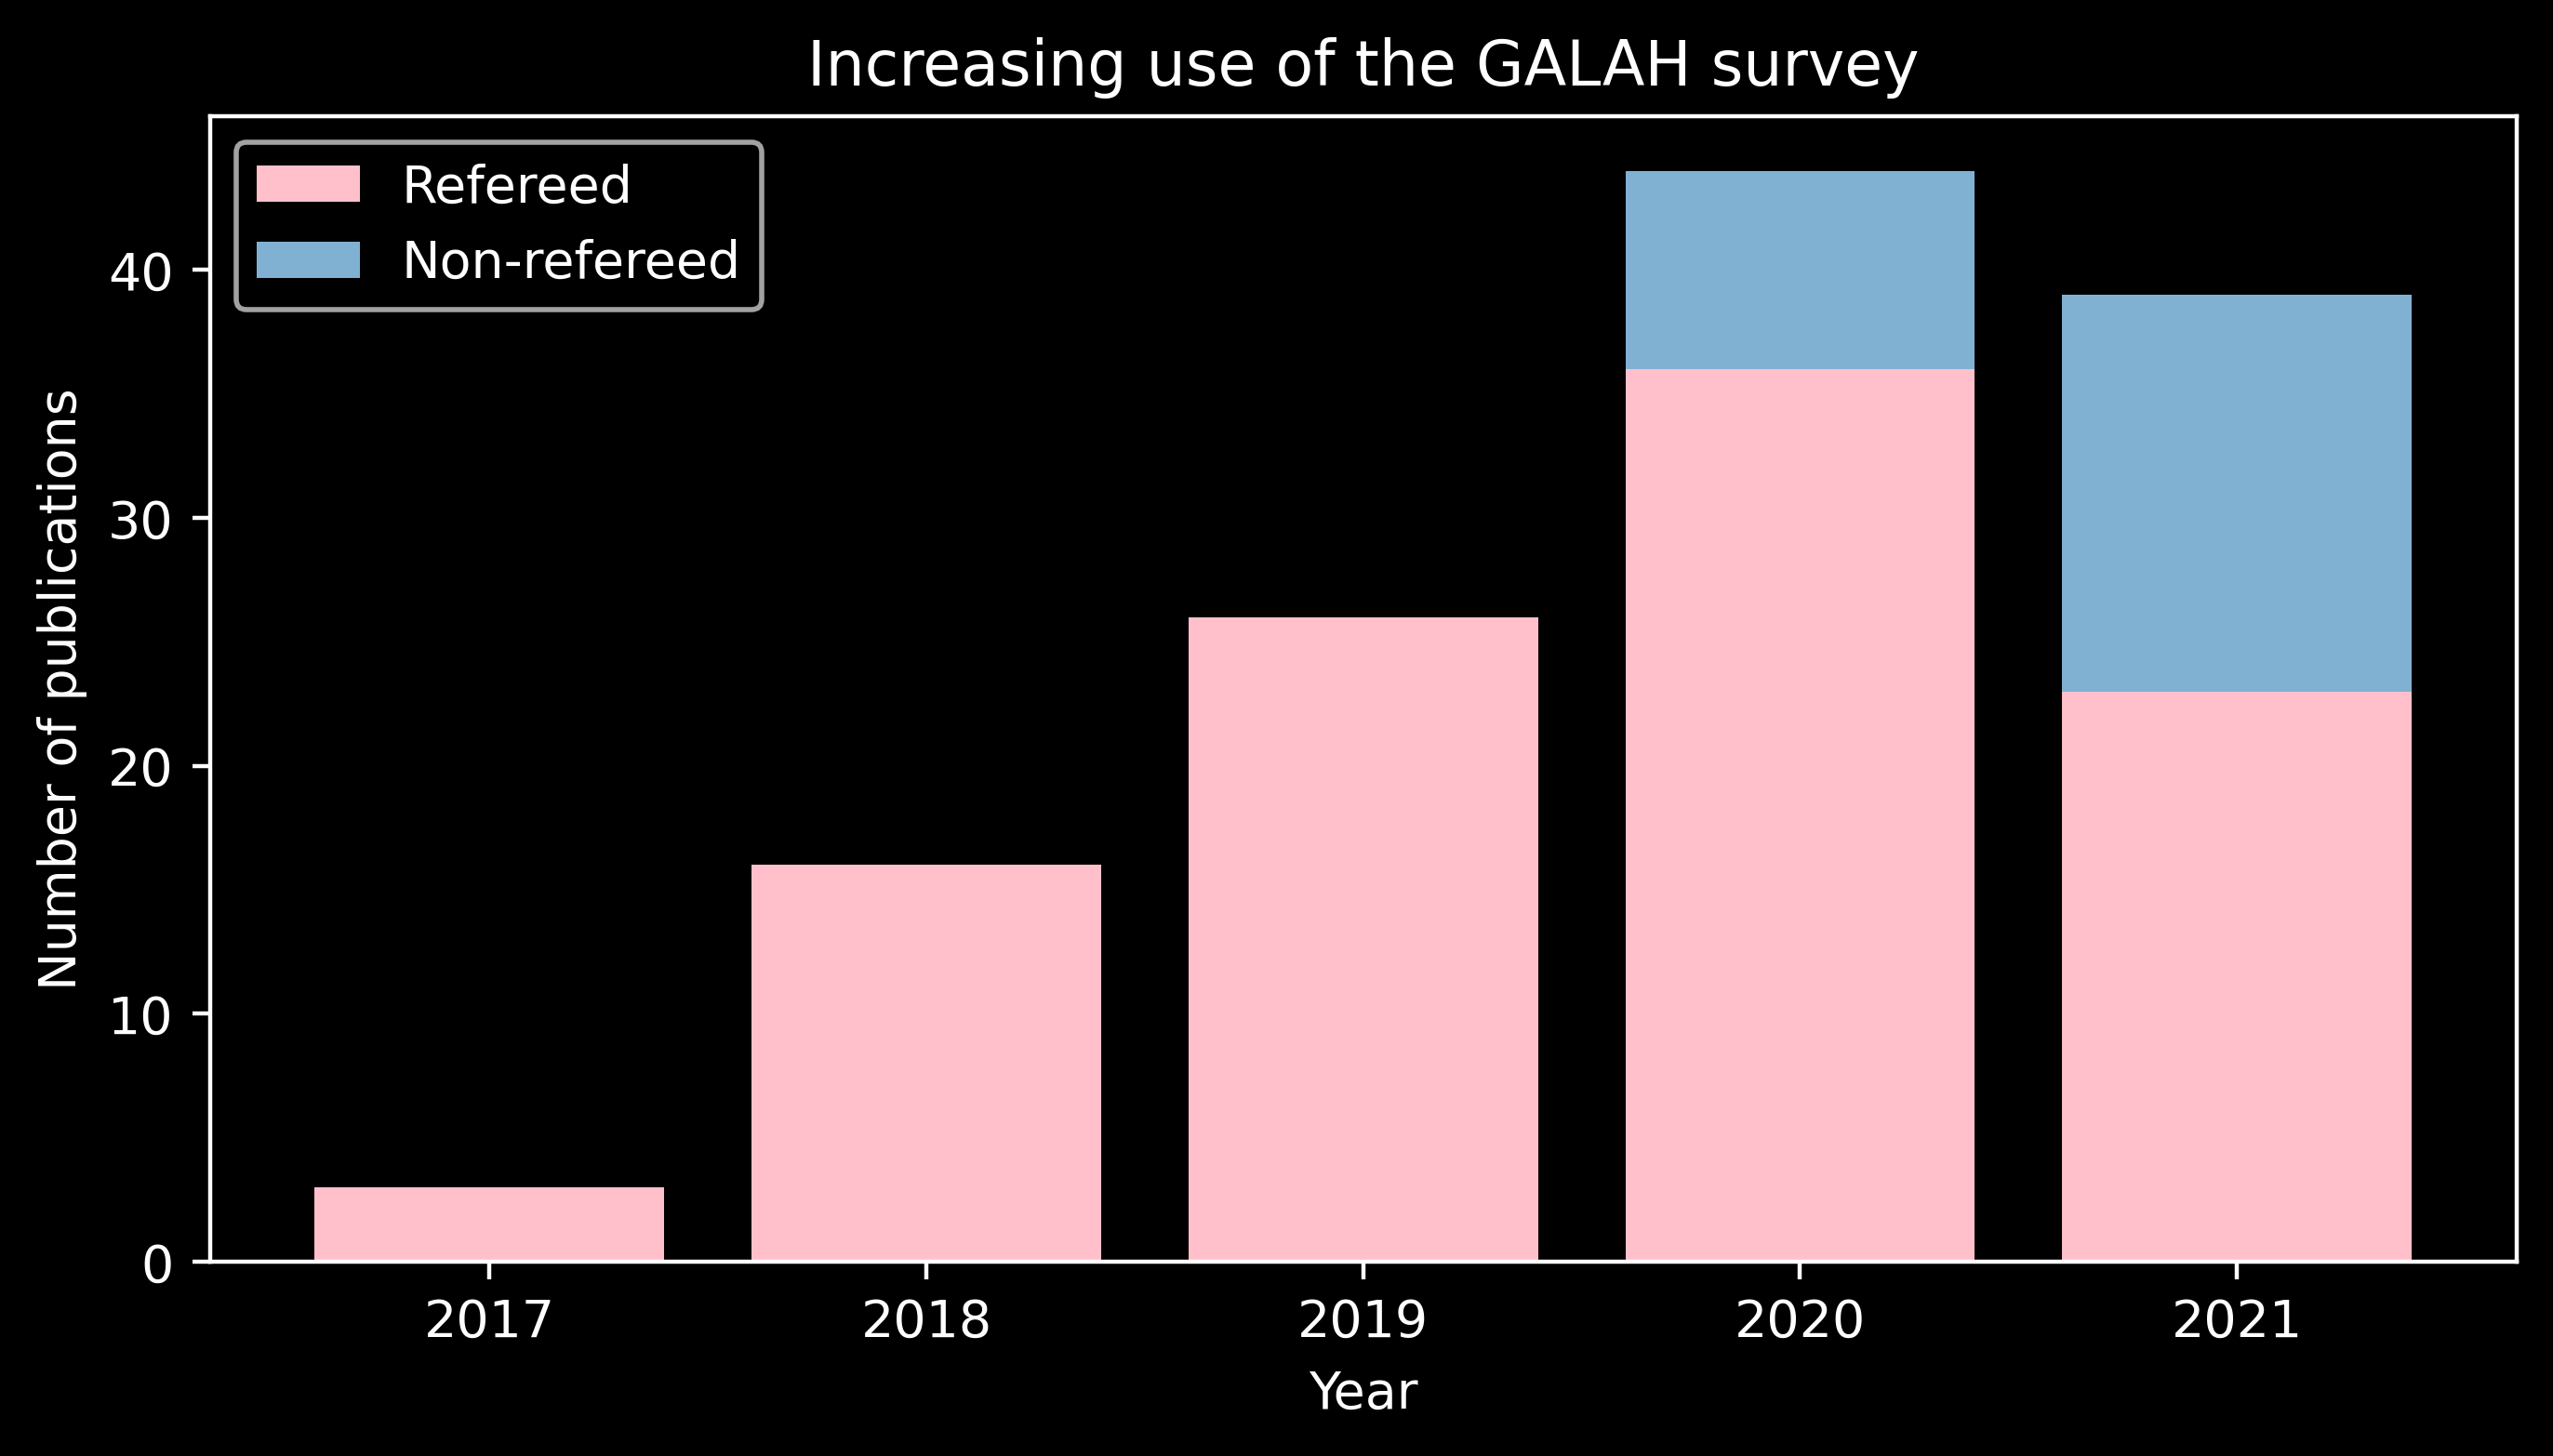 Increasing use of the GALAH survey
Refereed
Non-refereed
Number of publications
40
30
20
10
0
2017 2018 2019 2020 2021
Year